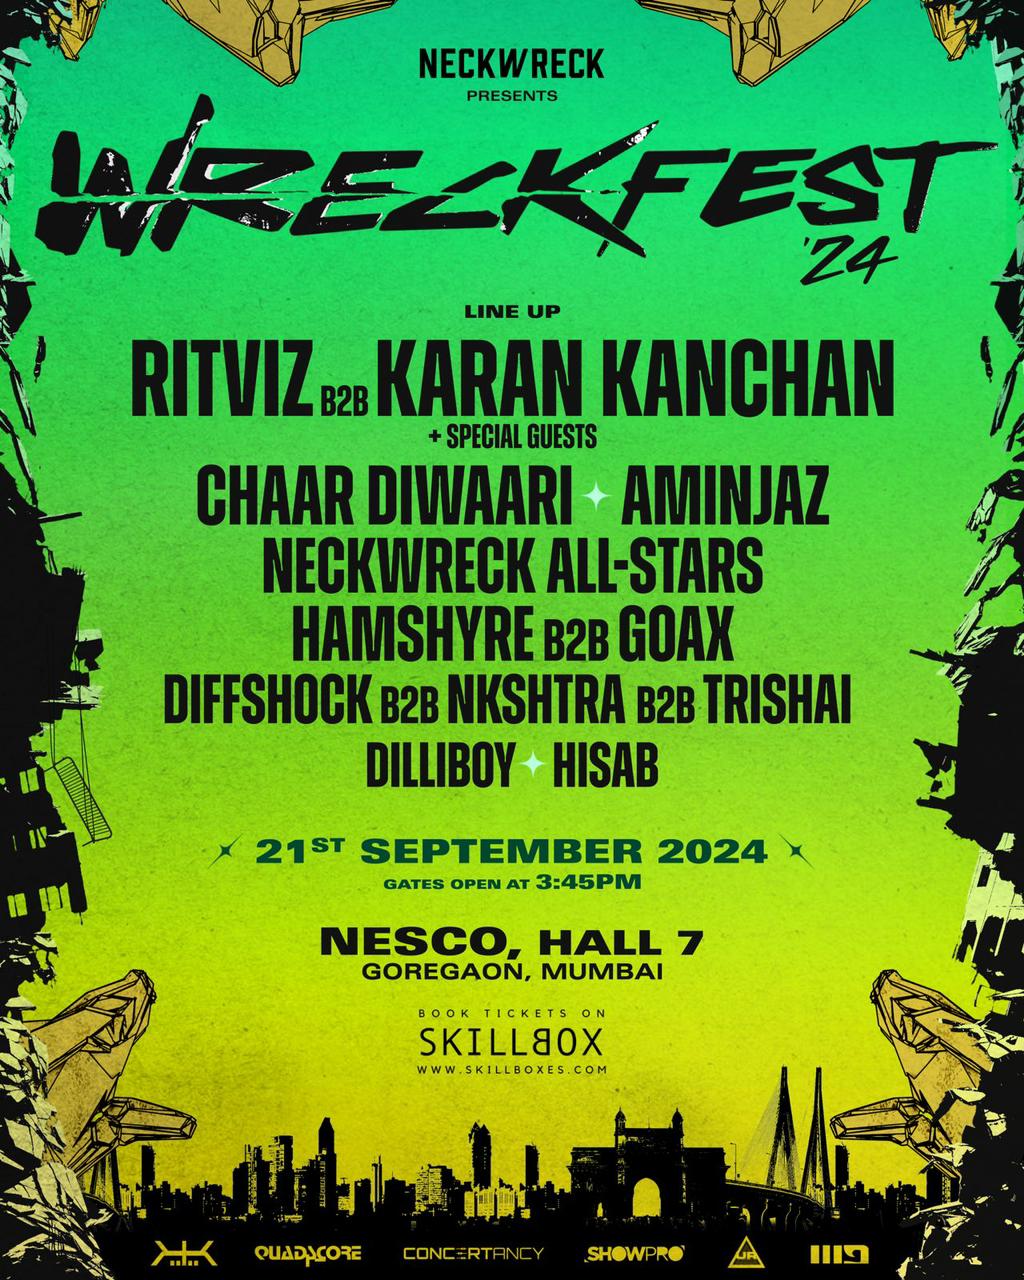 NECKWRECK
PRESENTS
WRECKFEST
'24
LINE UP
RITVIZ B2B KARAN KANCHAN
+ SPECIAL GUESTS
CHAAR DIWAARI AMINJAZ
NECKWRECK ALL-STARS
HAMSHYRE B2B GOAX
DIFFSHOCK B2B NKSHTRA B2B TRISHAI
DILLIBOY HISAB
21ST SEPTEMBER 2024
GATES OPEN AT 3:45PM
NESCO, HALL 7
GOREGAON, MUMBAI
BOOK TICKETS ON
SKILLBOX
WWW.SKILLBOXES.COM
QUADACORE CONCERTANCY SHOWPRO